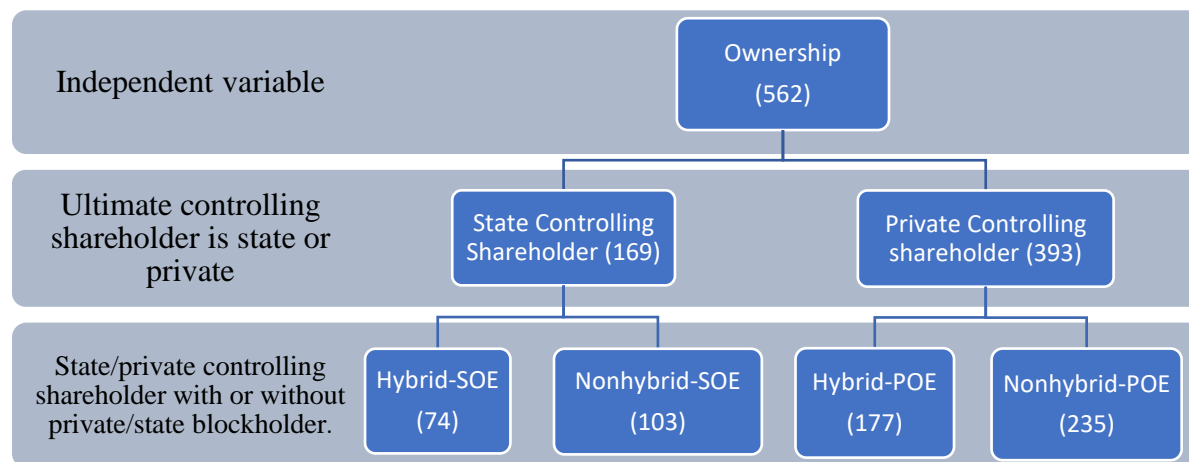 Independent variable
Ownership
(562)
Ultimate controlling
shareholder is state or
private
State Controlling
Shareholder (169)
Private Controlling
shareholder (393)
State/private controlling
shareholder with or without
private/state blockholder.
Hybrid-SOE
(74)
Nonhybrid-SOE
(103)
Hybrid-POE
(177)
Nonhybrid-POE
(235)